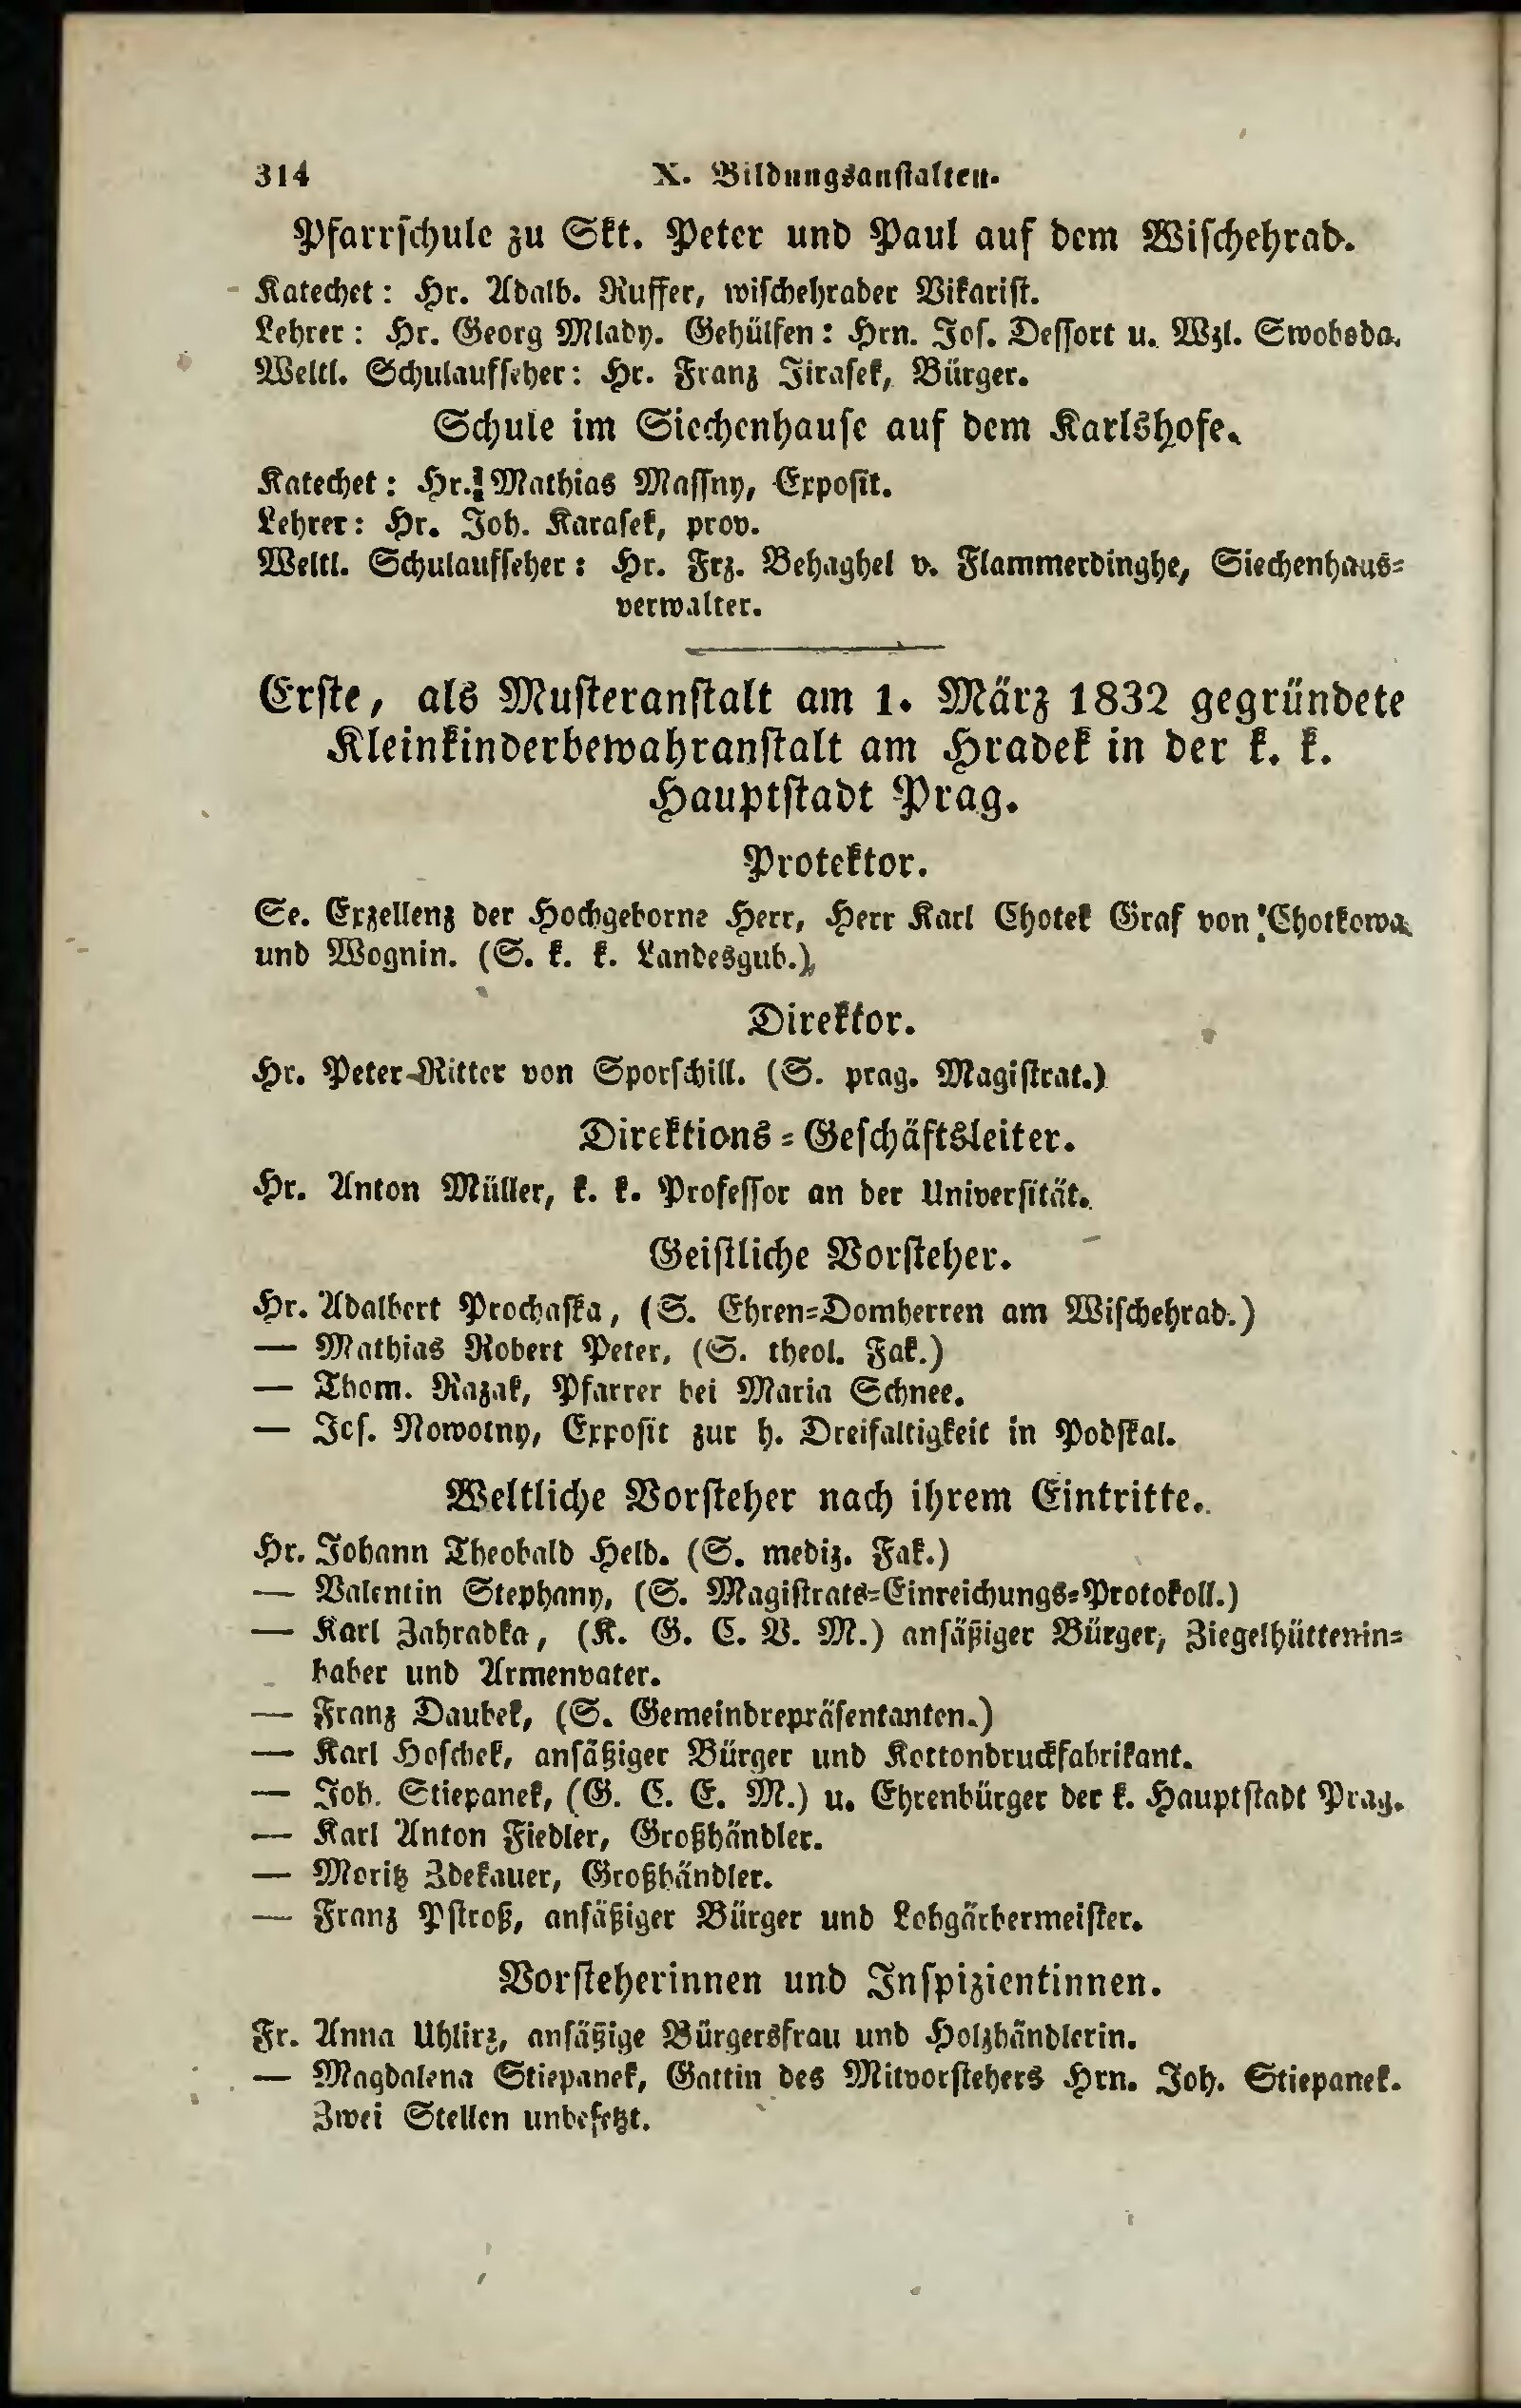 314 X. Bildungsanstalten.
Pfarrschule zu Skt. Peter und Paul auf dem Wischehrad.
Katechet: Hr. Adalb. Ruffer, wischehrader Vikarist.
Lehrer: Hr. Georg Mlady. Gehülfen: Hrn. Jos. Dessort u. Wzl. Swoboda.
Weltl. Schulaufseher: Hr. Franz Jirasek, Bürger.
Schule im Siechenhause auf dem Karlshofe.
Katechet: Hr. Mathias Massny, Exposit.
Lehrer: Hr. Joh. Karasek, prov.
Weltl. Schulaufseher: Hr. Frz. Behaghel v. Flammerdinghe, Siechenhaus-
verwalter.
Erste, als Musteranstalt am 1. März 1832 gegründete
Kleinkinderbewahranstalt am Hradek in der k. k.
Hauptstadt Prag.
Protektor.
Se. Exzellenz der Hochgeborne Herr, Herr Karl Chotek Graf von Chotkowa
und Wognin. (S. k. k. Landesgub.)
Direktor.
Hr. Peter Ritter von Sporschill. (S. prag. Magistrat.)
Direktions-Geschäftsleiter.
Hr. Anton Müller, k. k. Professor an der Universität.
Geistliche Vorsteher.
Hr. Adalbert Prochaska, (S. Ehren-Domherren am Wischehrad.)
— Mathias Robert Peter, (S. theol. Fak.)
— Thom. Kazak, Pfarrer bei Maria Schnee.
— Jos. Nowotny, Exposit zur h. Dreifaltigkeit in Podskal.
Weltliche Vorsteher nach ihrem Eintritte.
Hr. Johann Theobald Held. (S. mediz. Fak.)
— Valentin Stephany, (S. Magistrats-Einreichungs-Protokoll.)
— Karl Zahradka, (K. G. C. V. M.) ansäßiger Bürger, Ziegelhüttenin-
haber und Armenvater.
— Franz Daubek, (S. Gemeindrepräsentanten.)
— Karl Hoschek, ansäßiger Bürger und Kottondruckfabrikant.
— Joh. Stiepanek, (G. C. E. M.) u. Ehrenbürger der k. Hauptstadt Prag.
— Karl Anton Fiedler, Großhändler.
— Moritz Zdekauer, Großhändler.
— Franz Pstroß, ansäßiger Bürger und Lohgärbermeister.
Vorsteherinnen und Inspizientinnen.
Fr. Anna Uhlirz, ansäßige Bürgersfrau und Holzhändlerin.
— Magdalena Stiepanek, Gattin des Mitvorstehers Hrn. Joh. Stiepanek.
Zwei Stellen unbesetzt.